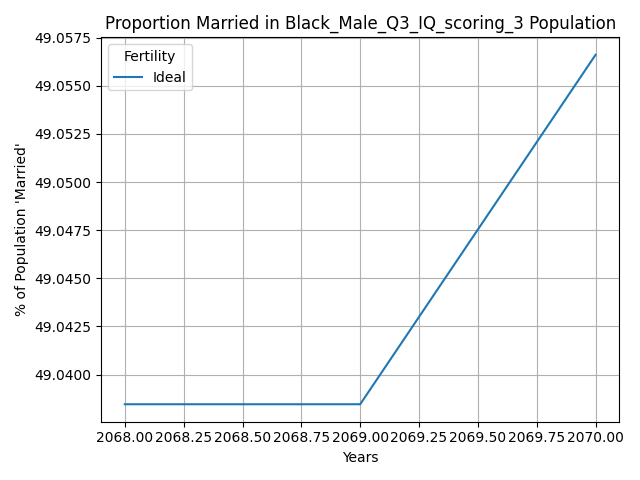 Proportion Married in Black_Male_Q3_IQ_scoring_3 Population
49.0575
49.0550
49.0525
49.0500
49.0475
49.0450
49.0425
49.0400
% of Population 'Married'
Fertility
Ideal
2068.00 2068.25 2068.50 2068.75 2069.00 2069.25 2069.50 2069.75 2070.00
Years